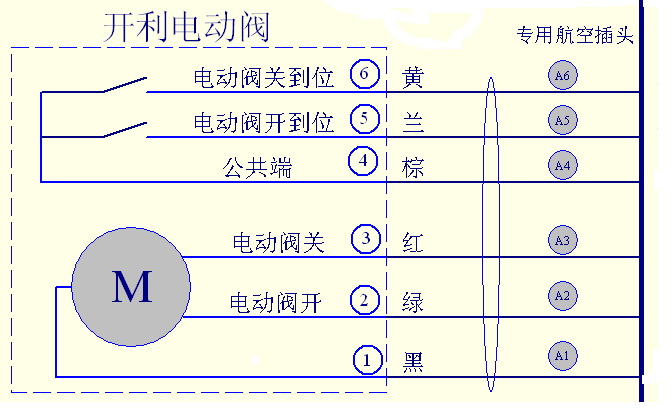 开利电动阀
专用航空插头
电动阀关到位 6 黄 A6
电动阀开到位 5 兰 A5
公共端 4 棕 A4
电动阀关 3 红 A3
M
电动阀开 2 绿 A2
1 黑 A1